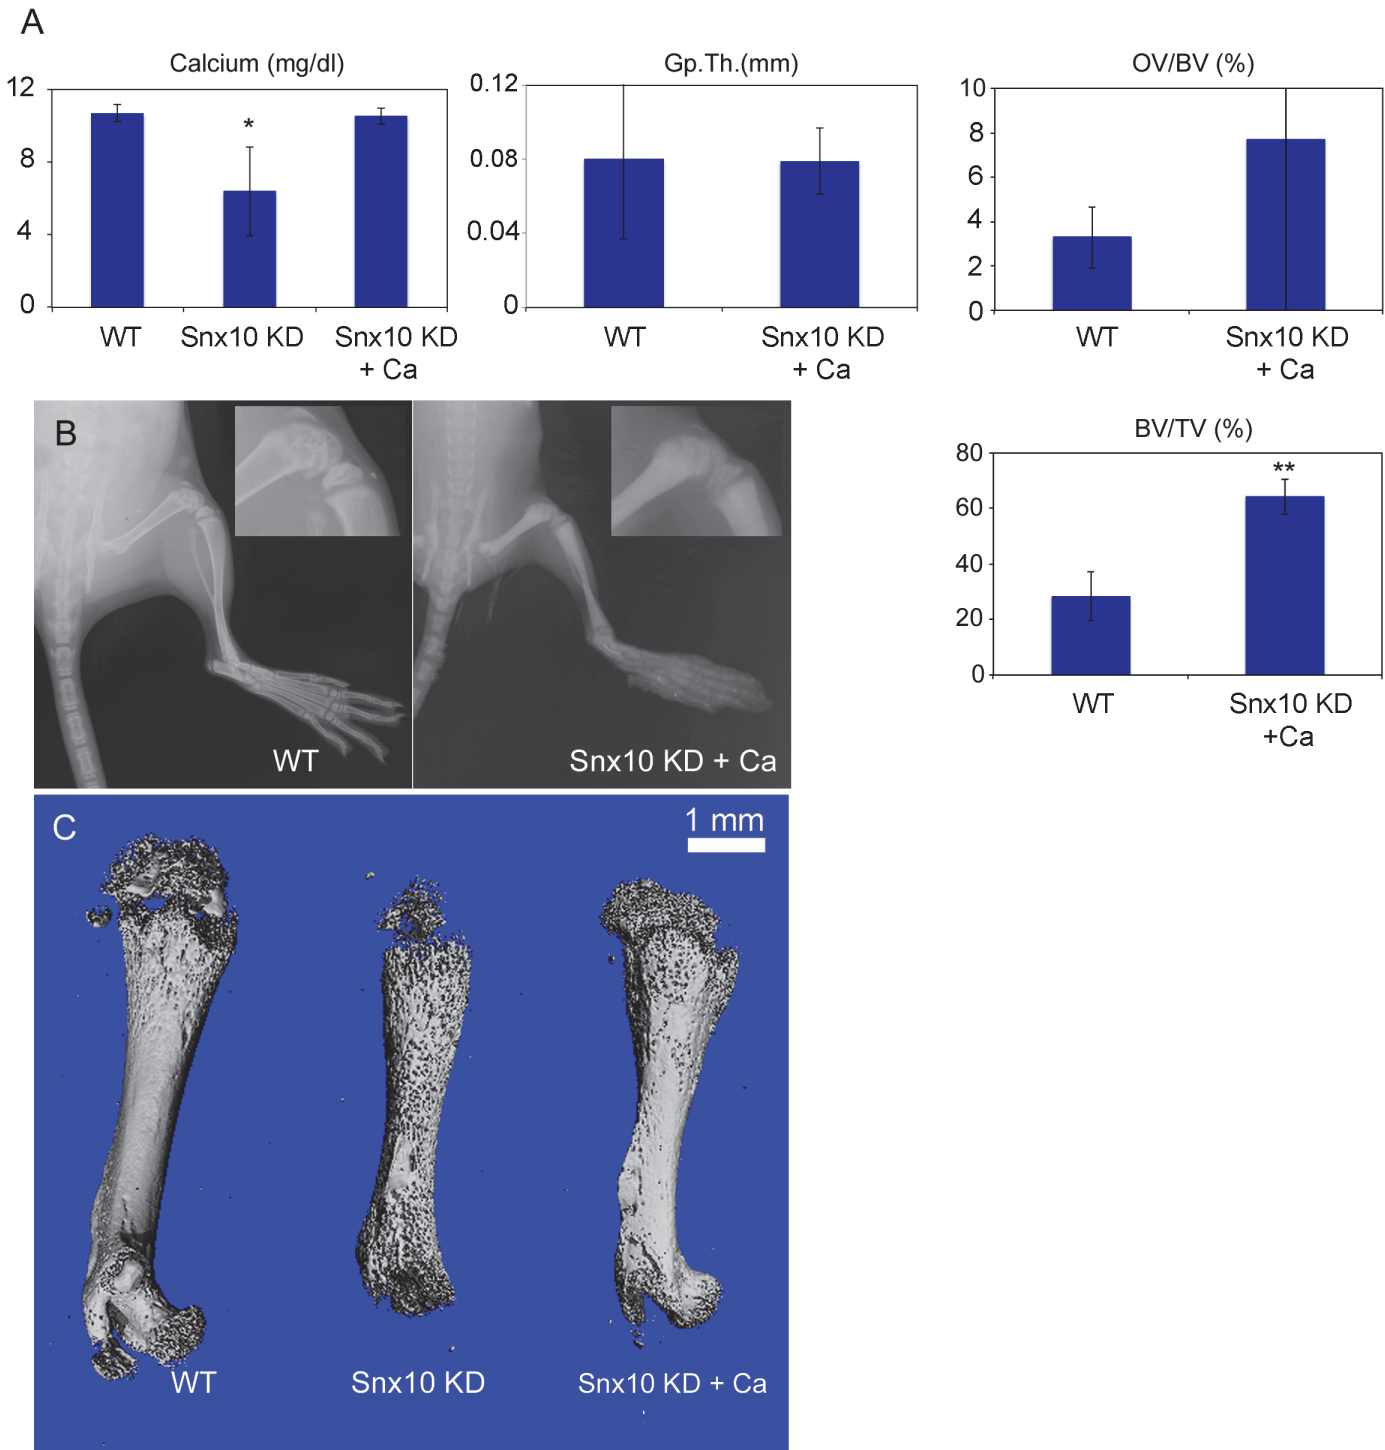 A
Calcium (mg/dl)
12
8
4
0
*
WT
Snx10 KD
Snx10 KD
+ Ca
Gp.Th.(mm)
0.12
0.08
0.04
0
WT
Snx10 KD
+ Ca
OV/BV (%)
10
8
6
4
2
0
WT
Snx10 KD
+ Ca
BV/TV (%)
80
60
40
20
0
**
WT
Snx10 KD
+Ca
B
WT
Snx10 KD + Ca
C
1 mm
WT
Snx10 KD
Snx10 KD + Ca